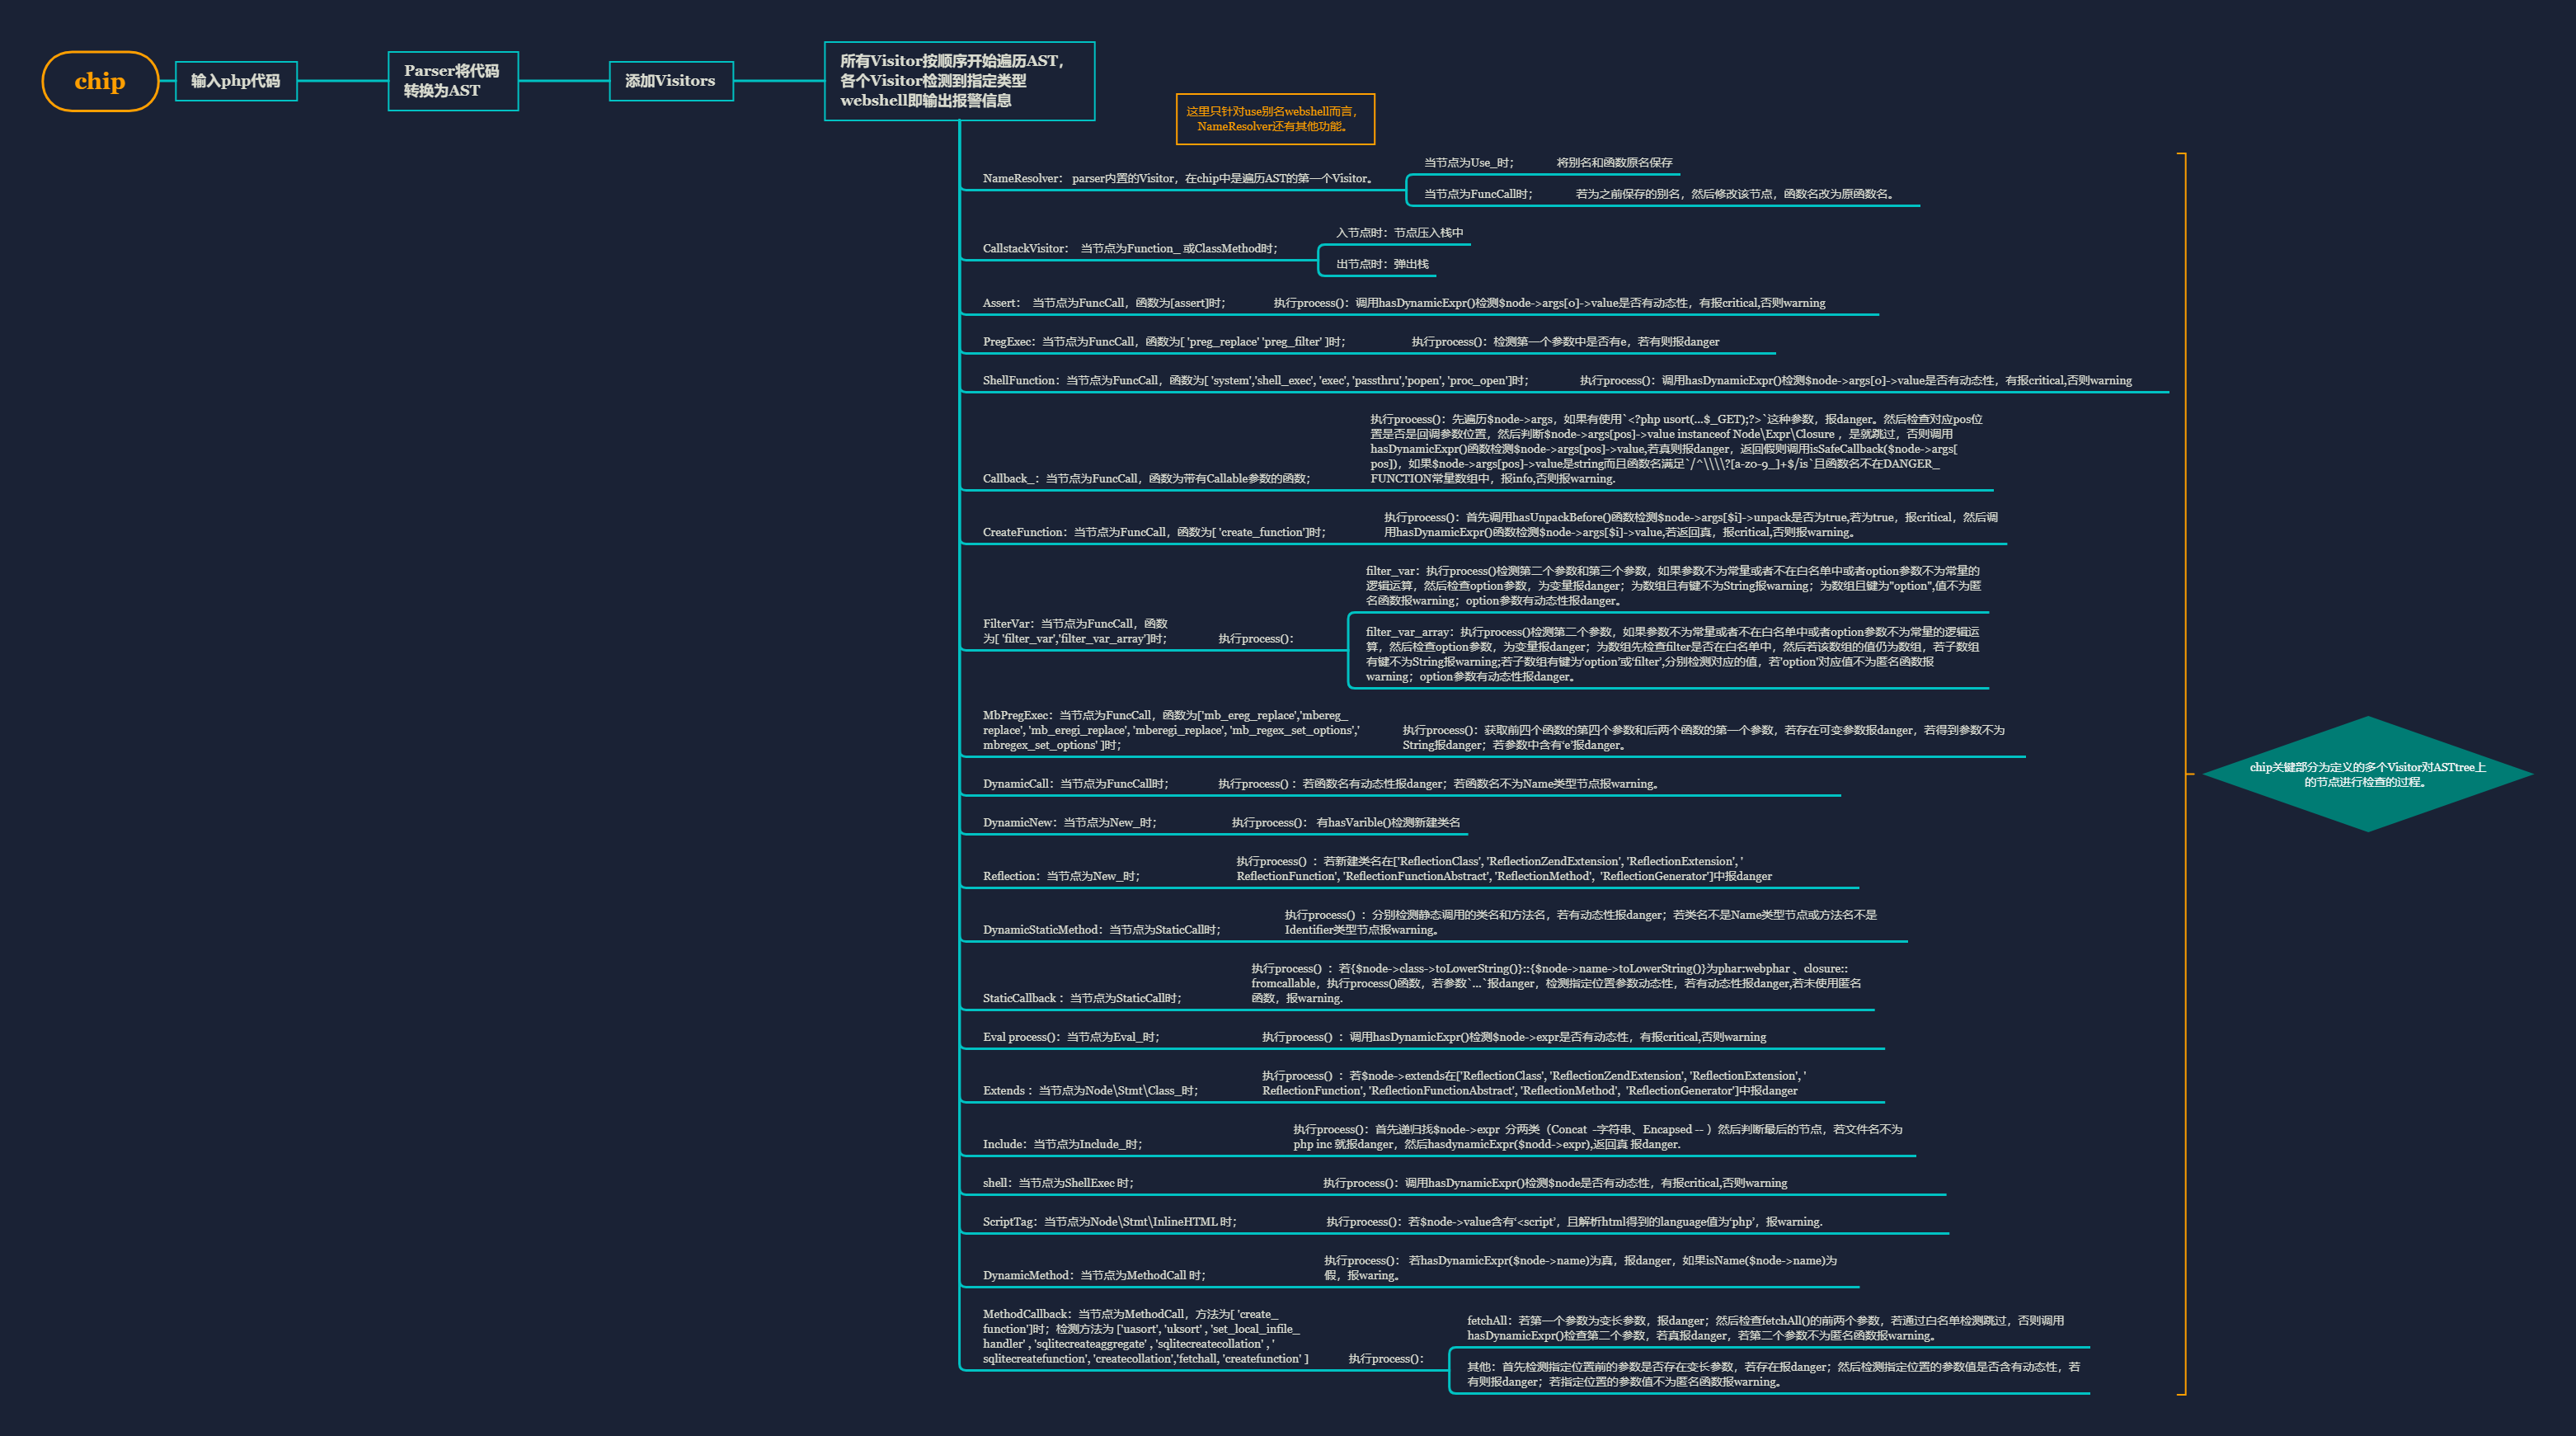 chip
输入php代码
Parser将代码
转换为AST
添加Visitors
所有Visitor按顺序开始遍历AST，
各个Visitor检测到指定类型
webshell即输出报警信息
这里只针对use别名webshell而言，
NameResolver还有其他功能。
NameResolver： parser内置的Visitor，在chip中是遍历AST的第一个Visitor。
当节点为Use_时；
将别名和函数原名保存
当节点为FuncCall时；
若为之前保存的别名，然后修改该节点，函数名改为原函数名。
CallstackVisitor： 当节点为Function_ 或ClassMethod时；
入节点时：节点压入栈中
出节点时：弹出栈
Assert： 当节点为FuncCall，函数为[assert]时；
执行process()：调用hasDynamicExpr()检测$node->args[0]->value是否有动态性，有报critical,否则warning
PregExec：当节点为FuncCall，函数为[ 'preg_replace' 'preg_filter' ]时；
执行process()：检测第一个参数中是否有e，若有则报danger
ShellFunction：当节点为FuncCall，函数为[ 'system','shell_exec', 'exec', 'passthru','popen', 'proc_open']时；
执行process()：调用hasDynamicExpr()检测$node->args[0]->value是否有动态性，有报critical,否则warning
Callback_：当节点为FuncCall，函数为带有Callable参数的函数；
执行process()：先遍历$node->args，如果有使用`<?php usort(...$_GET);?>`这种参数，报danger。然后检查对应pos位
置是否是回调参数位置，然后判断$node->args[pos]->value instanceof Node\Expr\Closure ，是就跳过，否则调用
hasDynamicExpr()函数检测$node->args[pos]->value,若真则报danger，返回假则调用isSafeCallback($node->args[
pos])，如果$node->args[pos]->value是string而且函数名满足`/^\\\\?[a-z0-9_]+$/is`且函数名不在DANGER_
FUNCTION常量数组中，报info,否则报warning.
CreateFunction：当节点为FuncCall，函数为[ 'create_function']时；
执行process()：首先调用hasUnpackBefore()函数检测$node->args[$i]->unpack是否为true,若为true，报critical，然后调
用hasDynamicExpr()函数检测$node->args[$i]->value,若返回真，报critical,否则报warning。
FilterVar：当节点为FuncCall，函数
为[ 'filter_var','filter_var_array']时；
执行process()：
filter_var：执行process()检测第二个参数和第三个参数，如果参数不为常量或者不在白名单中或者option参数不为常量的
逻辑运算，然后检查option参数，为变量报danger；为数组且有键不为String报warning；为数组且键为"option",值不为匿
名函数报warning；option参数有动态性报danger。
filter_var_array：执行process()检测第二个参数，如果参数不为常量或者不在白名单中或者option参数不为常量的逻辑运
算，然后检查option参数，为变量报danger；为数组先检查filter是否在白名单中，然后若该数组的值仍为数组，若子数组
有键不为String报warning;若子数组有键为‘option’或‘filter’,分别检测对应的值，若'option'对应值不为匿名函数报
warning；option参数有动态性报danger。
MbPregExec：当节点为FuncCall，函数为['mb_ereg_replace','mbereg_
replace', 'mb_eregi_replace', 'mberegi_replace', 'mb_regex_set_options','
mbregex_set_options' ]时；
执行process()：获取前四个函数的第四个参数和后两个函数的第一个参数，若存在可变参数报danger，若得到参数不为
String报danger；若参数中含有‘e’报danger。
DynamicCall：当节点为FuncCall时；
执行process() ：若函数名有动态性报danger；若函数名不为Name类型节点报warning。
DynamicNew：当节点为New_时；
执行process()： 有hasVarible()检测新建类名
Reflection：当节点为New_时；
执行process() ：若新建类名在['ReflectionClass', 'ReflectionZendExtension', 'ReflectionExtension', '
ReflectionFunction', 'ReflectionFunctionAbstract', 'ReflectionMethod', 'ReflectionGenerator']中报danger
DynamicStaticMethod：当节点为StaticCall时；
执行process() ：分别检测静态调用的类名和方法名，若有动态性报danger；若类名不是Name类型节点或方法名不是
Identifier类型节点报warning。
StaticCallback ：当节点为StaticCall时；
执行process() ：若{$node->class->toLowerString()}::{$node->name->toLowerString()}为phar:webphar 、closure::
fromcallable，执行process()函数，若参数`...`报danger，检测指定位置参数动态性，若有动态性报danger,若未使用匿名
函数，报warning.
Eval process()：当节点为Eval_时；
执行process() ：调用hasDynamicExpr()检测$node->expr是否有动态性，有报critical,否则warning
Extends ：当节点为Node\Stmt\Class_时；
执行process() ：若$node->extends在['ReflectionClass', 'ReflectionZendExtension', 'ReflectionExtension', '
ReflectionFunction', 'ReflectionFunctionAbstract', 'ReflectionMethod', 'ReflectionGenerator']中报danger
Include：当节点为Include_时；
执行process()：首先递归找$node->expr 分两类（Concat -字符串、Encapsed -- ）然后判断最后的节点，若文件名不为
php inc 就报danger，然后hasdynamicExpr($nodd->expr),返回真 报danger.
shell：当节点为ShellExec 时；
执行process()：调用hasDynamicExpr()检测$node是否有动态性，有报critical,否则warning
ScriptTag：当节点为Node\Stmt\InlineHTML 时；
执行process()：若$node->value含有‘<script’，且解析html得到的language值为‘php’，报warning.
DynamicMethod：当节点为MethodCall 时；
执行process()： 若hasDynamicExpr($node->name)为真，报danger，如果isName($node->name)为
假，报waring。
MethodCallback：当节点为MethodCall，方法为[ 'create_
function']时；检测方法为 ['uasort', 'uksort' , 'set_local_infile_
handler' , 'sqlitecreateaggregate' , 'sqlitecreatecollation' , '
sqlitecreatefunction', 'createcollation','fetchall, 'createfunction' ]
执行process()：
fetchAll：若第一个参数为变长参数，报danger；然后检查fetchAll()的前两个参数，若通过白名单检测跳过，否则调用
hasDynamicExpr()检查第二个参数，若真报danger，若第二个参数不为匿名函数报warning。
其他：首先检测指定位置前的参数是否存在变长参数，若存在报danger；然后检测指定位置的参数值是否含有动态性，若
有则报danger；若指定位置的参数值不为匿名函数报warning。
chip关键部分为定义的多个Visitor对ASTtree上
的节点进行检查的过程。